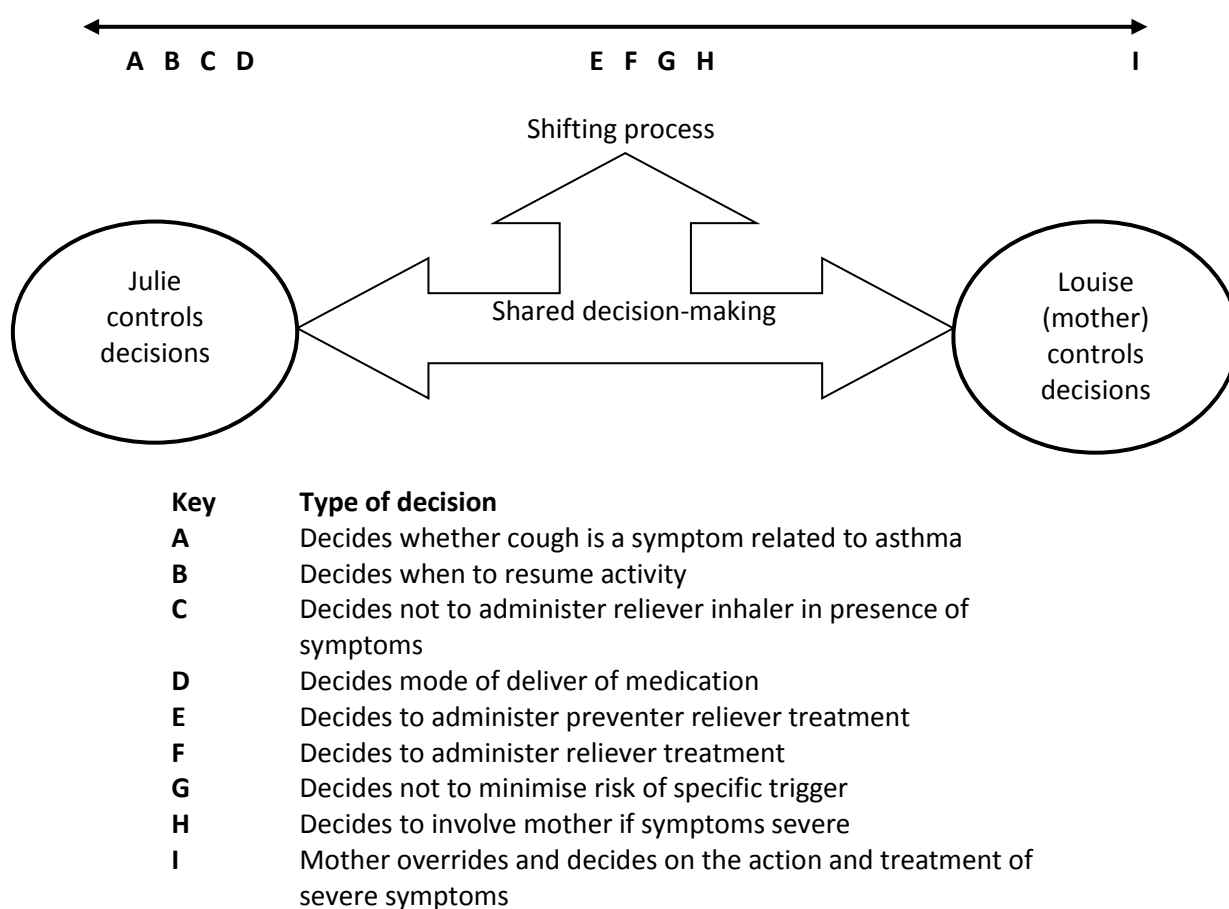 A B C D E F G H I
Shifting process
Julie
controls
decisions
Shared decision-making
Louise
(mother)
controls
decisions
Key Type of decision
A Decides whether cough is a symptom related to asthma
B Decides when to resume activity
C Decides not to administer reliever inhaler in presence of
symptoms
D Decides mode of deliver of medication
E Decides to administer preventer reliever treatment
F Decides to administer reliever treatment
G Decides not to minimise risk of specific trigger
H Decides to involve mother if symptoms severe
I Mother overrides and decides on the action and treatment of
severe symptoms